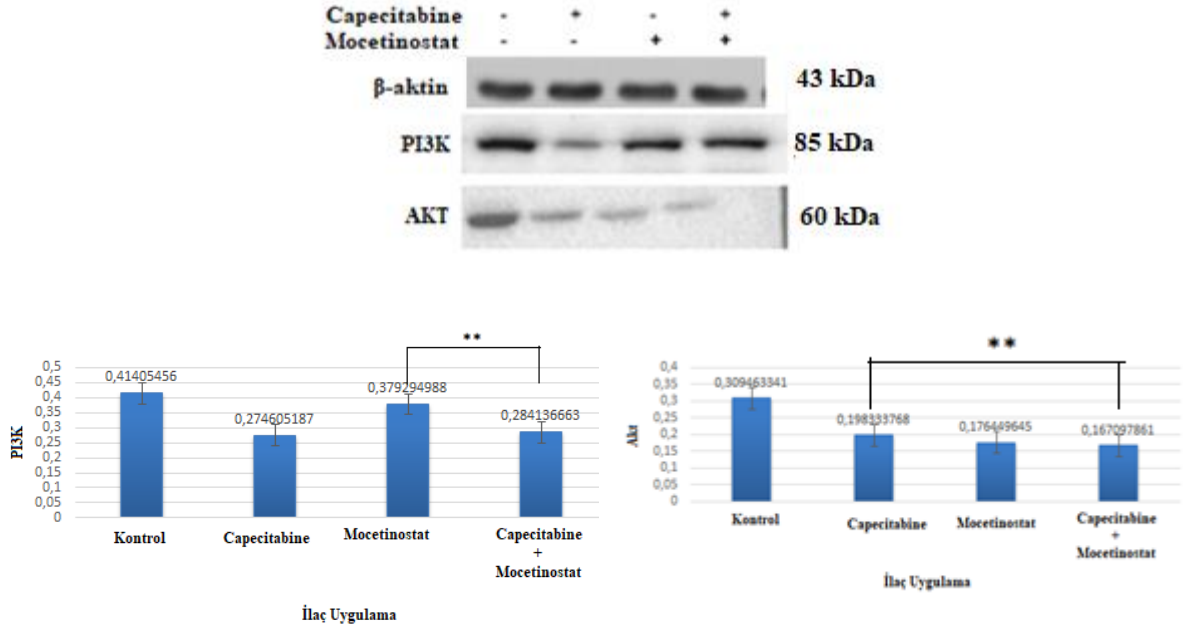 Capecitabine - + - +
Mocetinostat - - + +
β-aktin 43 kDa
PI3K 85 kDa
AKT 60 kDa
**
0,5
0,45
0,4
0,35
0,3
0,25
0,2
0,15
0,1
0,05
0
PI3K
0,41405456
0,274605187
0,379294988
0,284136663
Kontrol
Capecitabine
Mocetinostat
Capecitabine
+
Mocetinostat
İlaç Uygulama
**
0,4
0,35
0,3
0,25
0,2
0,15
0,1
0,05
0
Akt
0,309463341
0,198333768
0,176449645
0,167097861
Kontrol
Capecitabine
Mocetinostat
Capecitabine
+
Mocetinostat
İlaç Uygulama